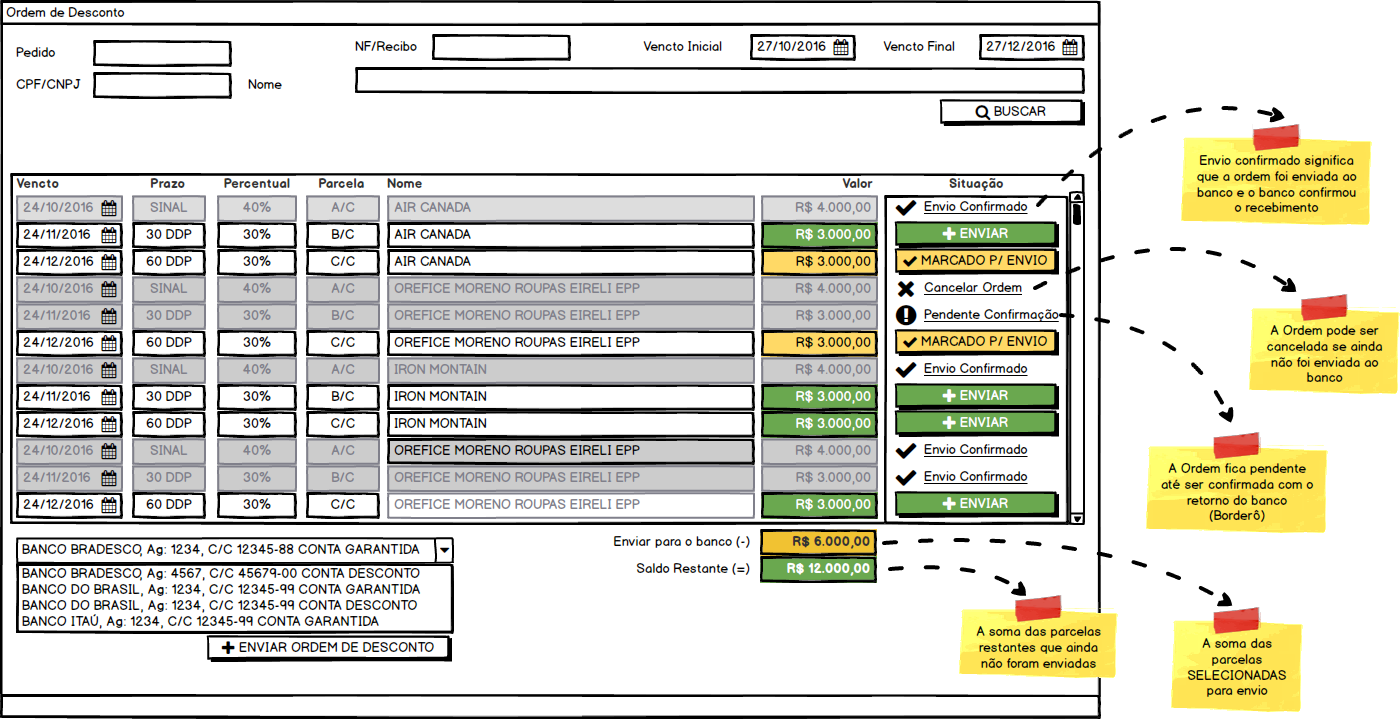 Ordem de Desconto
Pedido
NF/Recibo
Vencto Inicial 27/10/2016
Vencto Final 27/12/2016
CPF/CNPJ
Nome
BUSCAR
Vencto Prazo Percentual Parcela Nome Valor Situação
24/10/2016 SINAL 40% A/C AIR CANADA R$ 4.000,00 Envio Confirmado
24/11/2016 30 DDP 30% B/C AIR CANADA R$ 3.000,00 ENVIAR
24/12/2016 60 DDP 30% C/C AIR CANADA R$ 3.000,00 MARCADO P/ ENVIO
24/10/2016 SINAL 40% A/C OREFICE MORENO ROUPAS EIRELI EPP R$ 4.000,00 Cancelar Ordem
24/11/2016 30 DDP 30% B/C OREFICE MORENO ROUPAS EIRELI EPP R$ 3.000,00 Pendente Confirmação
24/12/2016 60 DDP 30% C/C OREFICE MORENO ROUPAS EIRELI EPP R$ 3.000,00 MARCADO P/ ENVIO
24/10/2016 SINAL 40% A/C IRON MONTAIN R$ 4.000,00 Envio Confirmado
24/11/2016 30 DDP 30% B/C IRON MONTAIN R$ 3.000,00 ENVIAR
24/12/2016 60 DDP 30% C/C IRON MONTAIN R$ 3.000,00 ENVIAR
24/10/2016 SINAL 40% A/C OREFICE MORENO ROUPAS EIRELI EPP R$ 4.000,00 Envio Confirmado
24/11/2016 30 DDP 30% B/C OREFICE MORENO ROUPAS EIRELI EPP R$ 3.000,00 Envio Confirmado
24/12/2016 60 DDP 30% C/C OREFICE MORENO ROUPAS EIRELI EPP R$ 3.000,00 ENVIAR
BANCO BRADESCO, Ag: 1234, C/C 12345-88 CONTA GARANTIDA
BANCO BRADESCO, Ag: 4567, C/C 45679-00 CONTA DESCONTO
BANCO DO BRASIL, Ag: 1234, C/C 12345-99 CONTA GARANTIDA
BANCO DO BRASIL, Ag: 1234, C/C 12345-99 CONTA DESCONTO
BANCO ITAÚ, Ag: 1234, C/C 12345-99 CONTA GARANTIDA
ENVIAR ORDEM DE DESCONTO
Enviar para o banco (-) R$ 6.000,00
Saldo Restante (=) R$ 12.000,00
Envio confirmado significa
que a ordem foi enviada ao
banco e o banco confirmou
o recebimento
A Ordem pode ser
cancelada se ainda
não foi enviada ao
banco
A Ordem fica pendente
até ser confirmada com o
retorno do banco
(Borderô)
A soma das parcelas
restantes que ainda
não foram enviadas
A soma das
parcelas
SELECIONADAS
para envio